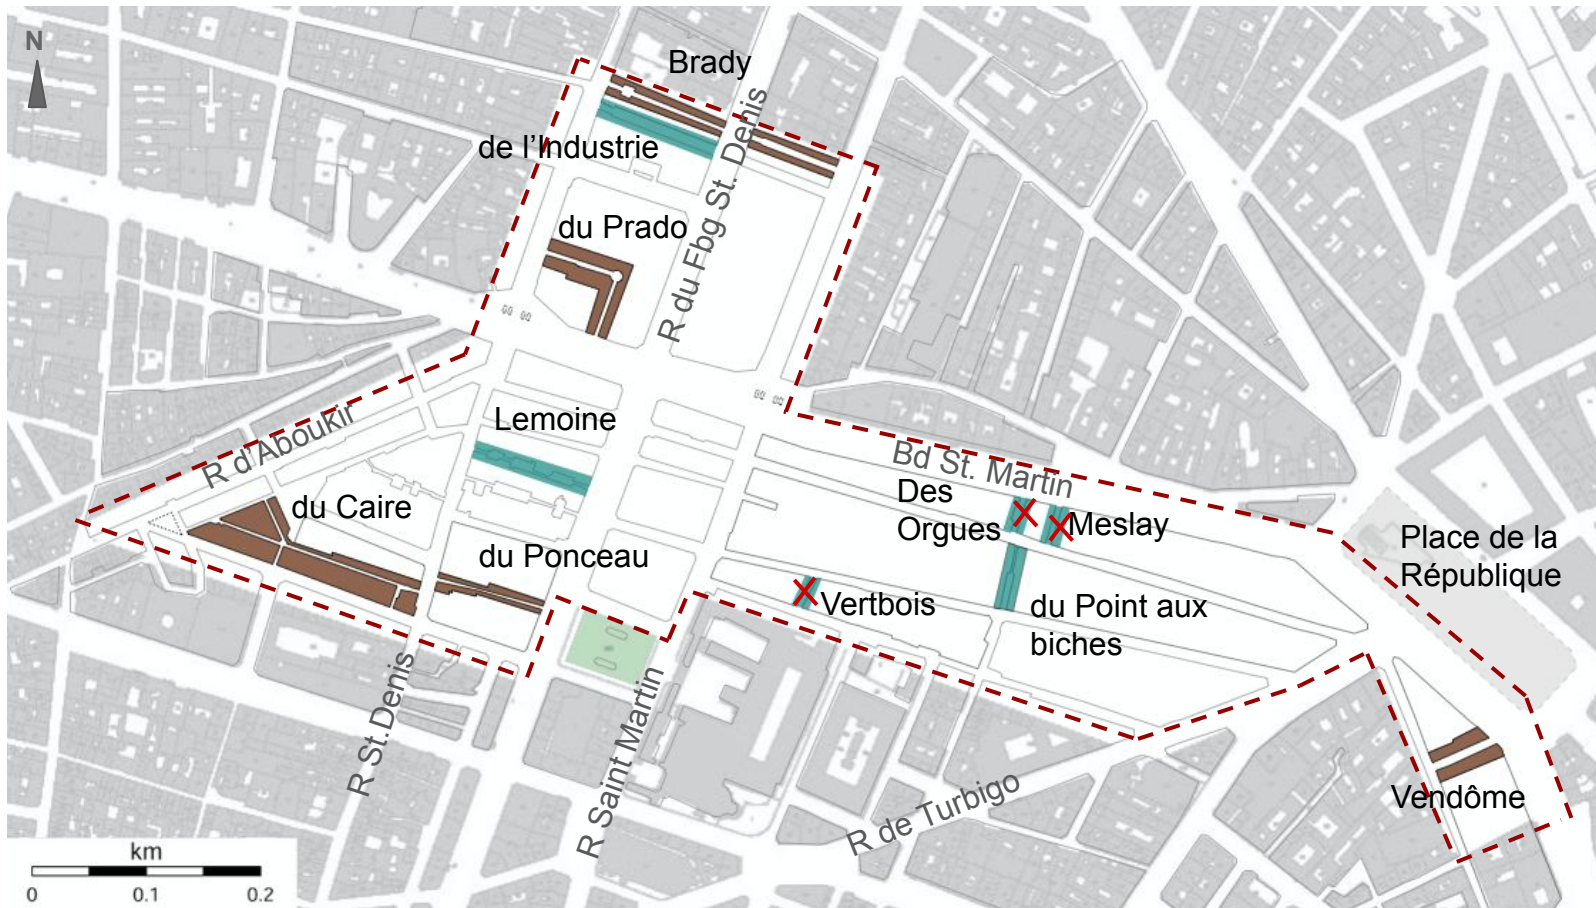 N
Brady
de l'Industrie
R du Fbg St. Denis
du Prado
Lemoine
R d'Aboukir
du Caire
du Ponceau
Bd St. Martin
Des
Orgues
Meslay
Place de la
République
Vertbois
du Point aux
biches
R St.Denis
R Saint Martin
R de Turbigo
Vendôme
km
0
0.1
0.2